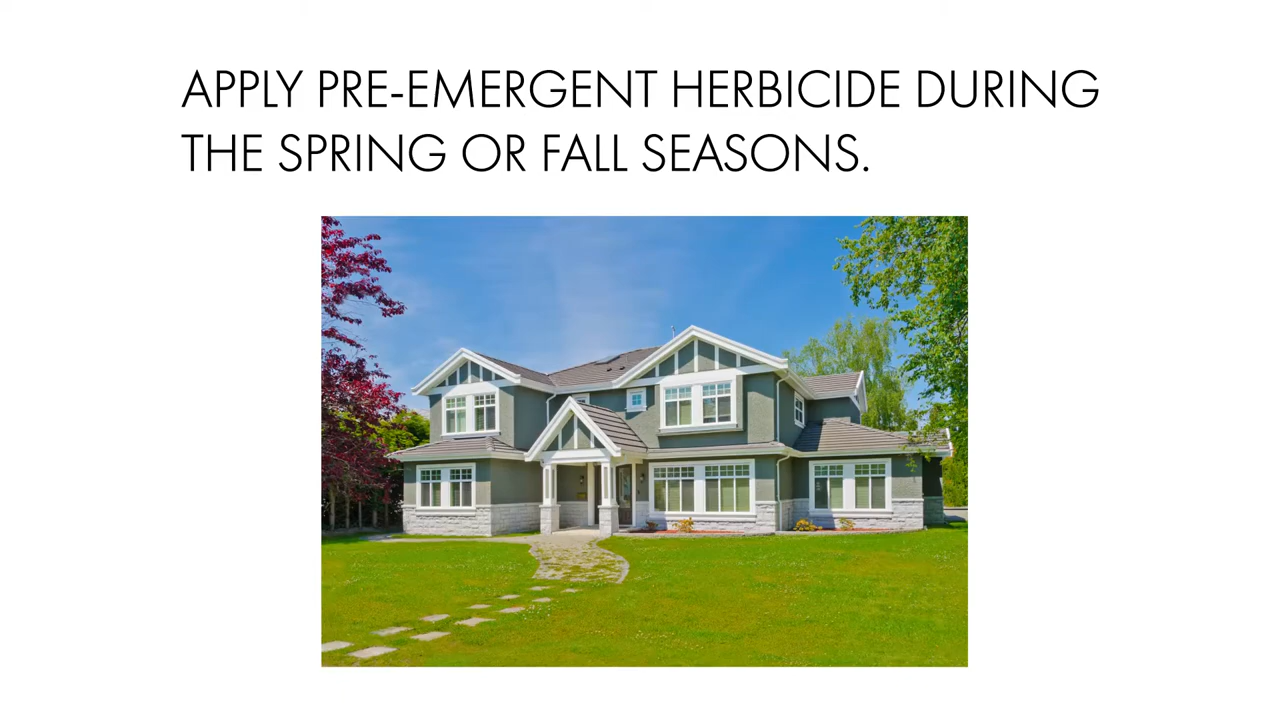 APPLY PRE-EMERGENT HERBICIDE DURING
THE SPRING OR FALL SEASONS.